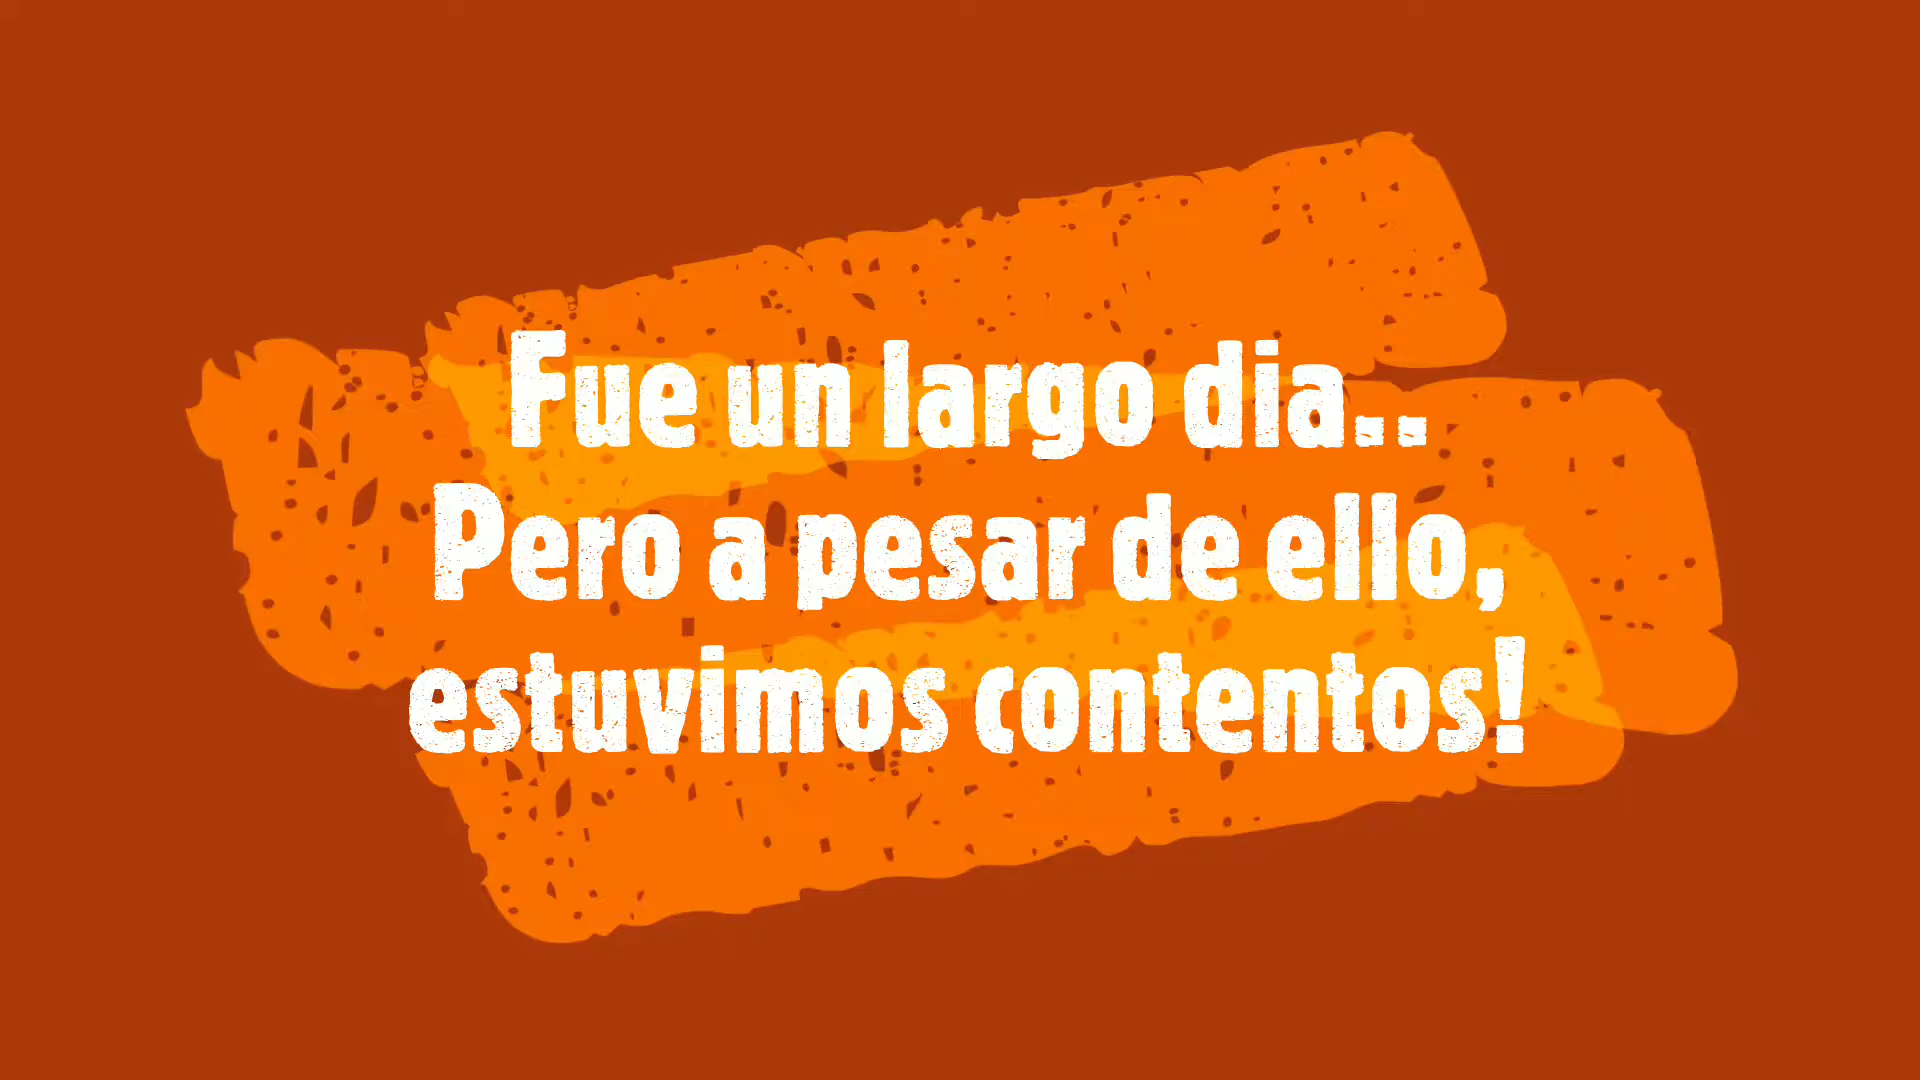 Fue un largo dia..
Pero a pesar de ello,
estuvimos contentos!